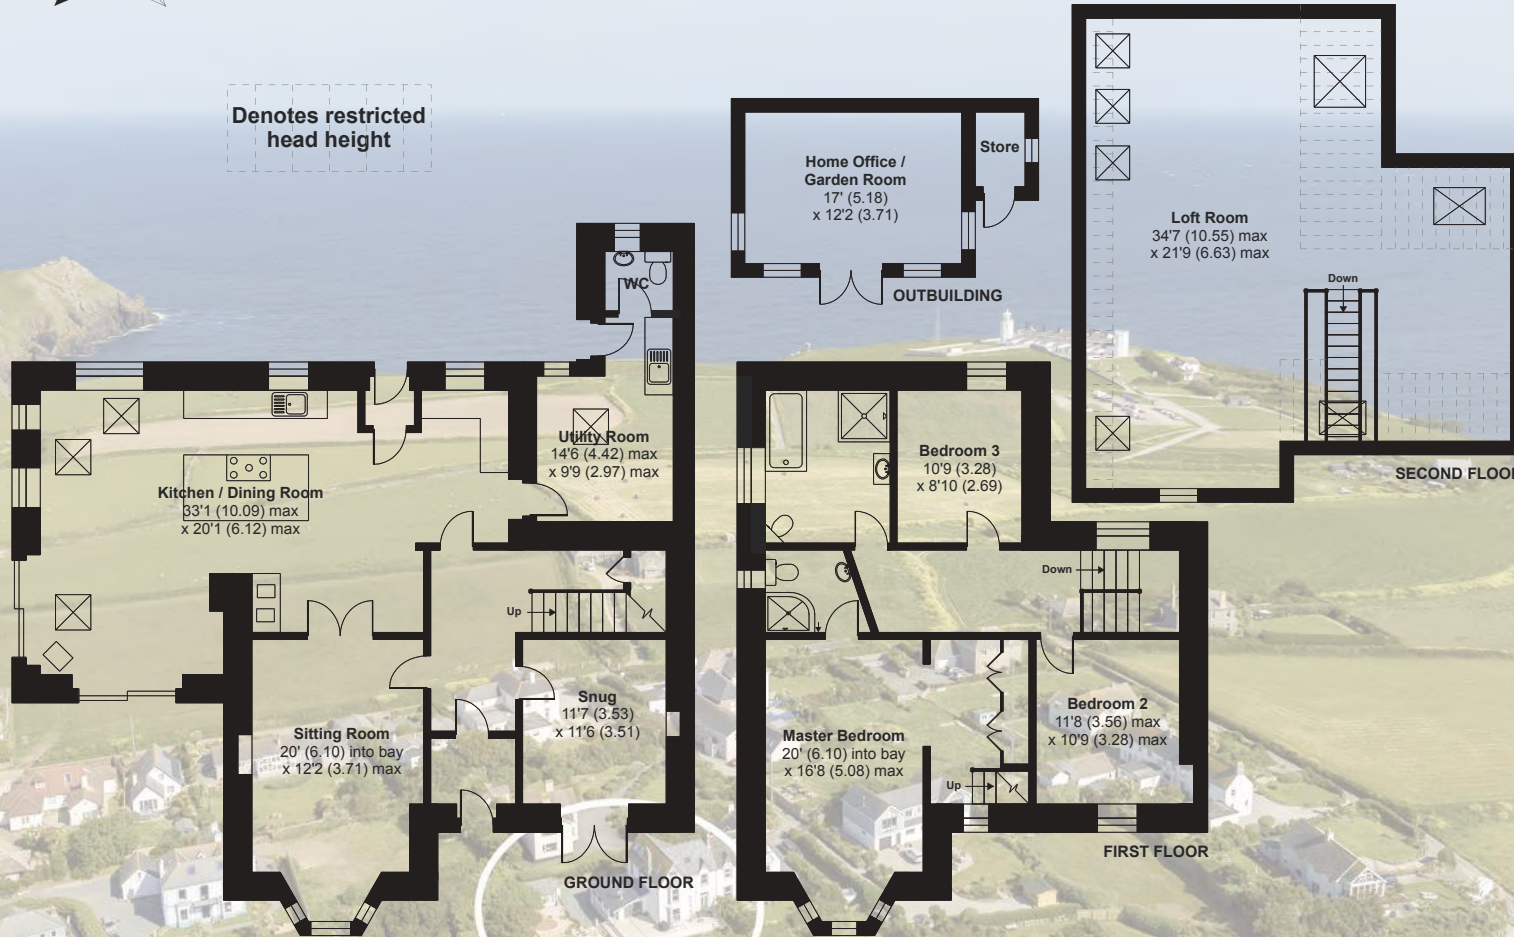 Denotes restricted
head height
Home Office /
Garden Room
17' (5.18)
x 12'2 (3.71)
Store
OUTBUILDING
Loft Room
34'7 (10.55) max
x 21'9 (6.63) max
Down
SECOND FLOOR
WC
Utility Room
14'6 (4.42) max
x 9'9 (2.97) max
Kitchen / Dining Room
33'1 (10.09) max
x 20'1 (6.12) max
Up
Sitting Room
20' (6.10) into bay
x 12'2 (3.71) max
Snug
11'7 (3.53)
x 11'6 (3.51)
GROUND FLOOR
Bedroom 3
10'9 (3.28)
x 8'10 (2.69)
Down
Master Bedroom
20' (6.10) into bay
x 16'8 (5.08) max
Up
Bedroom 2
11'8 (3.56) max
x 10'9 (3.28) max
FIRST FLOOR